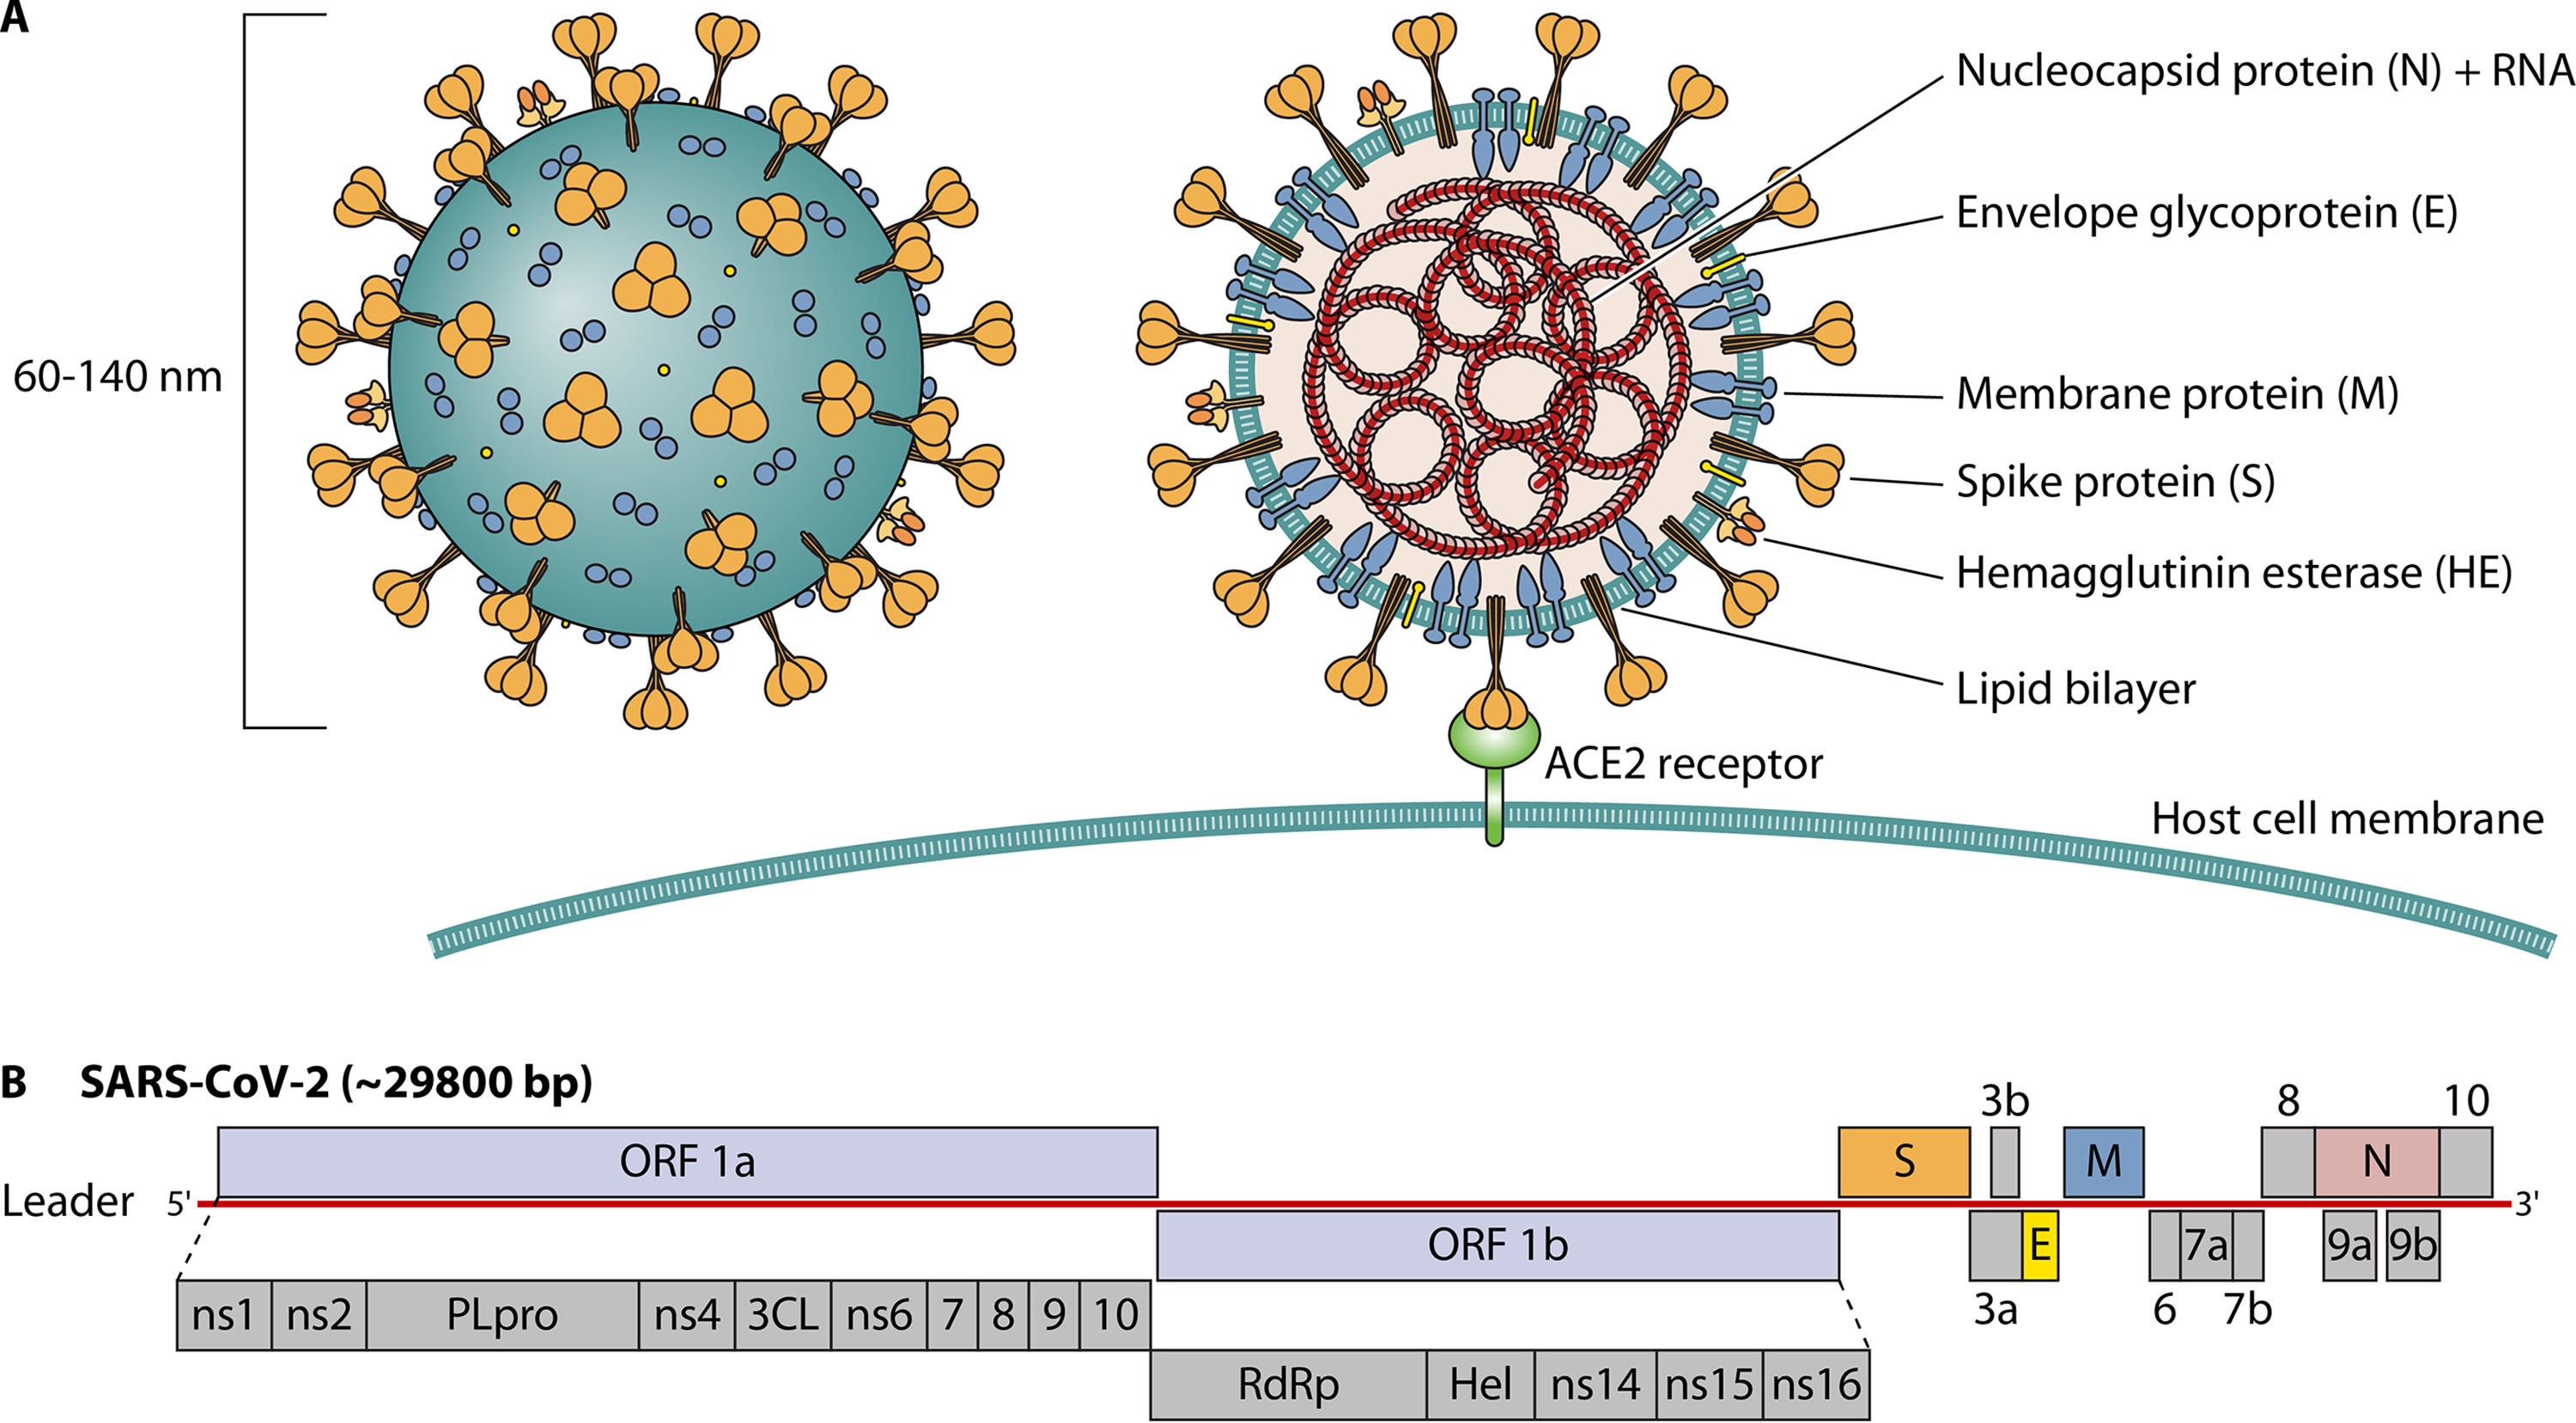 A
60-140 nm
Nucleocapsid protein (N) + RNA
Envelope glycoprotein (E)
Membrane protein (M)
Spike protein (S)
Hemagglutinin esterase (HE)
Lipid bilayer
ACE2 receptor
Host cell membrane
B SARS-CoV-2 (~29800 bp)
3b 8 10
ORF 1a S M N
Leader 5' 3'
ORF 1b E 7a 9a 9b
3a 6 7b
ns1 ns2 PLpro ns4 3CL ns6 7 8 9 10
RdRp Hel ns14 ns15 ns16